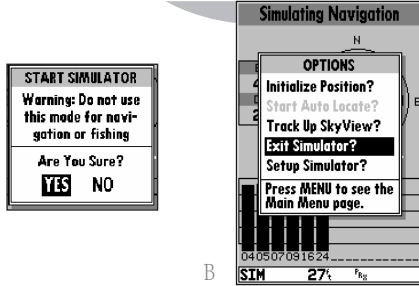 START SIMULATOR
Warning: Do not use
this mode for navi-
gation or fishing
Are You Sure?
YES NO
Simulating Navigation
N
OPTIONS
Initialize Position?
Start Auto Locate?
Track Up SkyView?
Exit Simulator?
Setup Simulator?
Press MENU to see the
Main Menu page.
E
040507091624
B
SIM 27